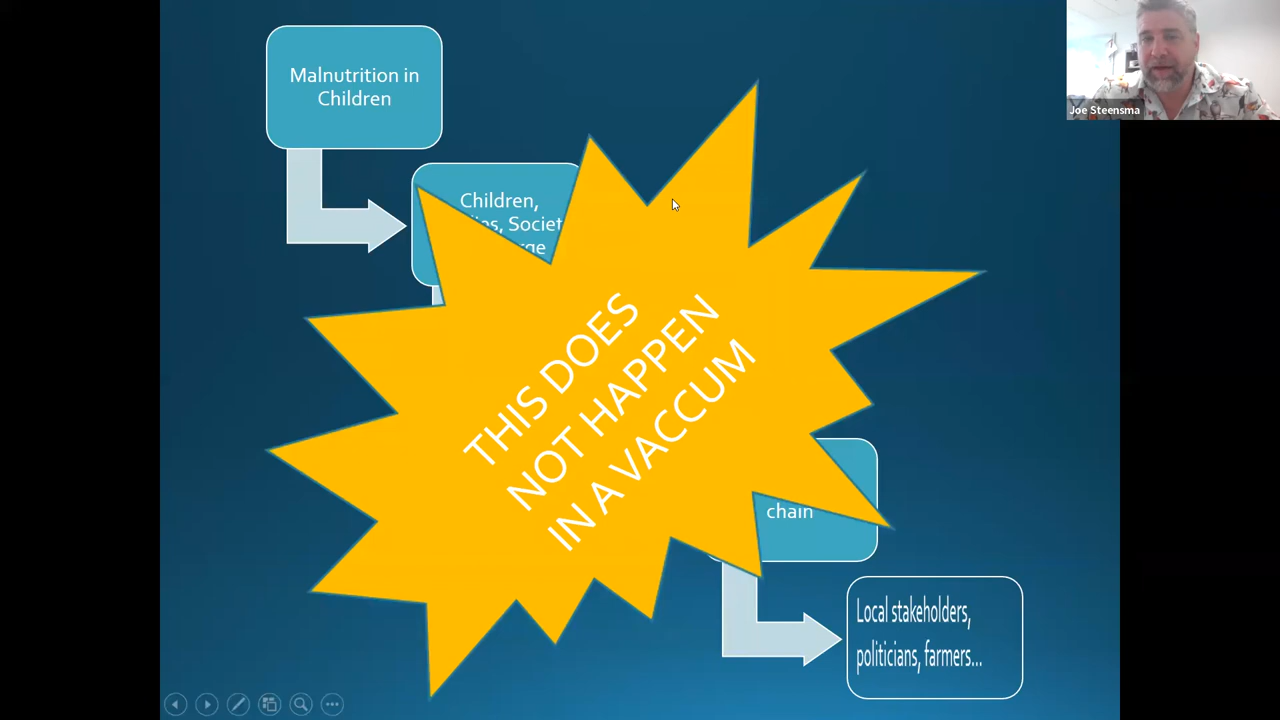 Malnutrition in
Children
Joe Steensma
Children,
Societ
THIS DOES
NOT HAPPEN
IN A VACCUM
chain
Local stakeholders,
politicians, farmers...